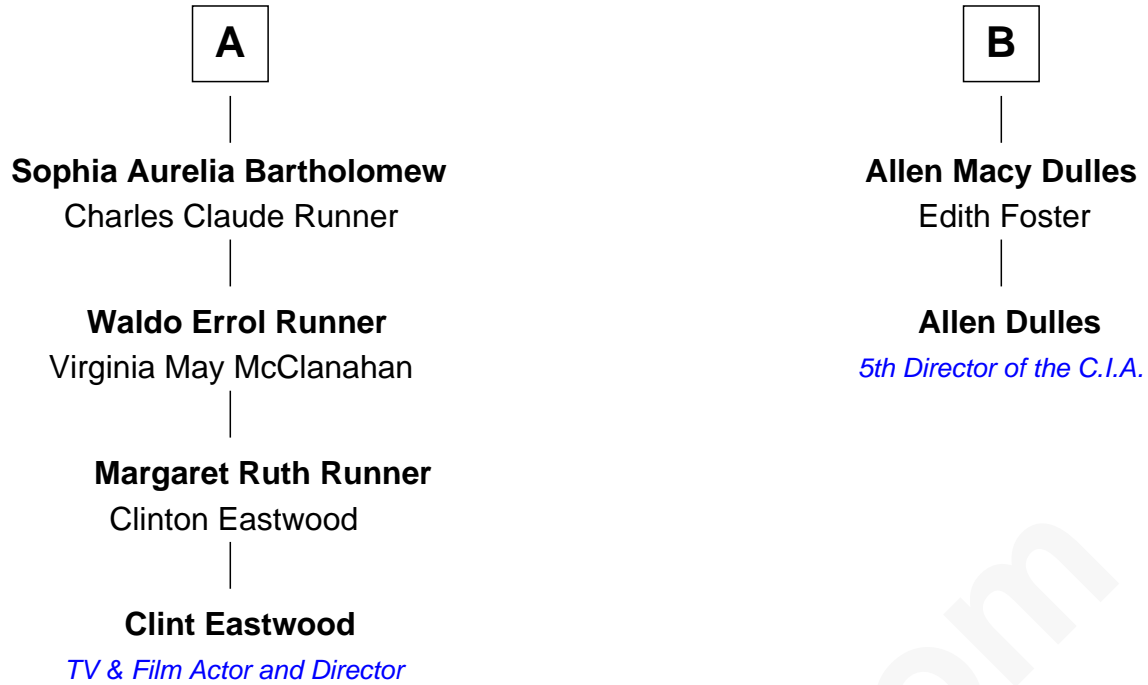 A
Sophia Aurelia Bartholomew
Charles Claude Runner
Waldo Errol Runner
Virginia May McClanahan
Margaret Ruth Runner
Clinton Eastwood
Clint Eastwood
TV & Film Actor and Director
B
Allen Macy Dulles
Edith Foster
Allen Dulles
5th Director of the C.I.A.
om